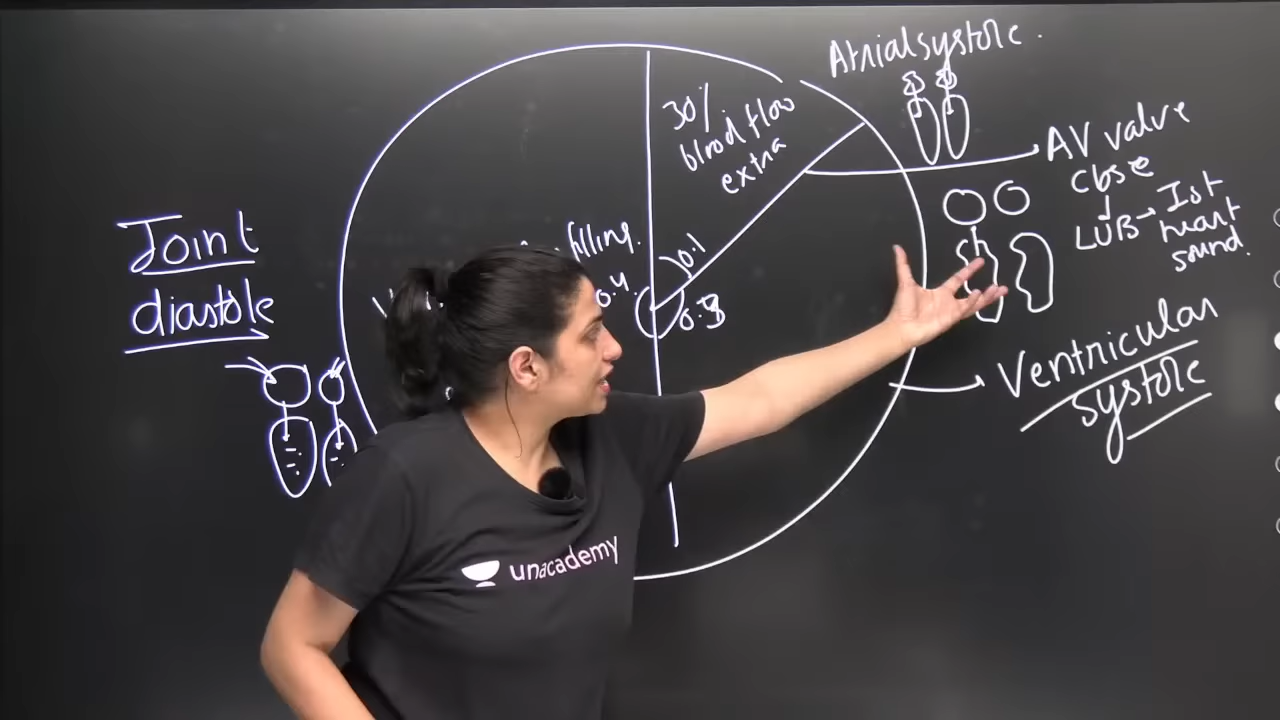 Joint
diastole
30%
blood flow
extra
filling.
0.4
0.1
0.3
Atrial systole.
AV valve
close
LUB → Ist
heart
sound.
Ventricular
systole
unacademy